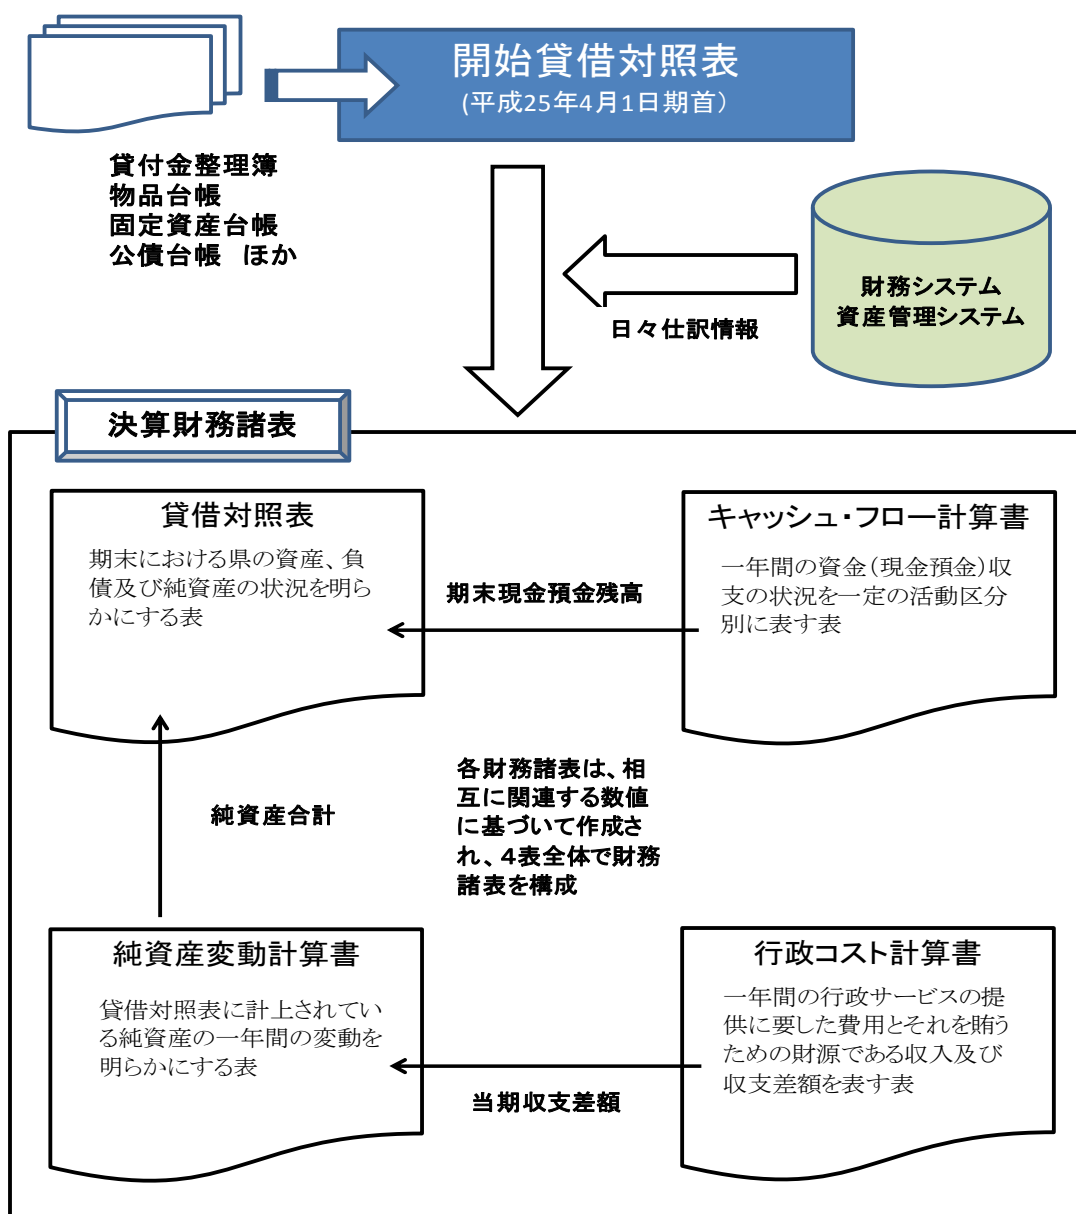 開始貸借対照表
(平成25年4月1日期首）
貸付金整理簿
物品台帳
固定資産台帳
公債台帳　ほか
財務システム
資産管理システム
日々仕訳情報
決算財務諸表
貸借対照表
期末における県の資産、負
債及び純資産の状況を明ら
かにする表
期末現金預金残高
キャッシュ・フロー計算書
一年間の資金（現金預金）収
支の状況を一定の活動区分
別に表す表
純資産合計
各財務諸表は、相
互に関連する数値
に基づいて作成さ
れ、４表全体で財務
諸表を構成
純資産変動計算書
貸借対照表に計上されてい
る純資産の一年間の変動を
明らかにする表
当期収支差額
行政コスト計算書
一年間の行政サービスの提
供に要した費用とそれを賄う
ための財源である収入及び
収支差額を表す表